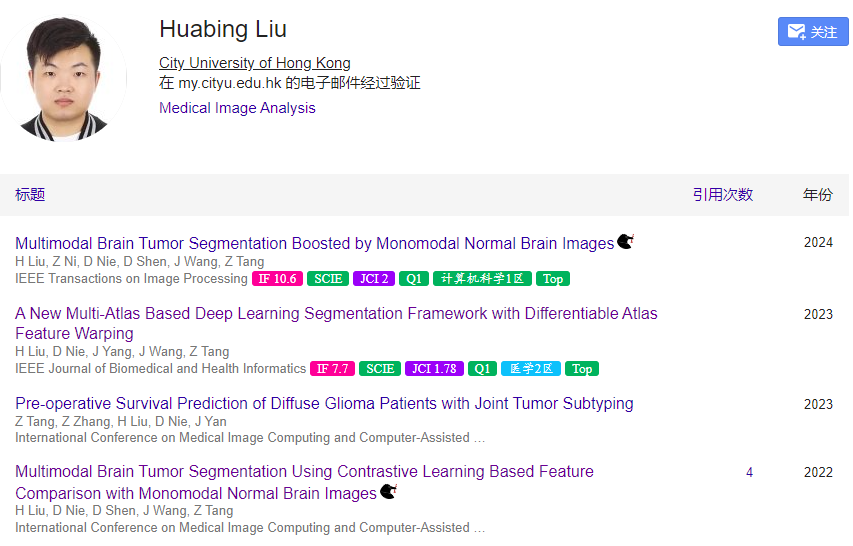 Huabing Liu
关注
City University of Hong Kong
在 my.cityu.edu.hk 的电子邮件经过验证
Medical Image Analysis
标题 引用次数 年份
Multimodal Brain Tumor Segmentation Boosted by Monomodal Normal Brain Images 2024
H Liu, Z Ni, D Nie, D Shen, J Wang, Z Tang
IEEE Transactions on Image Processing IF 10.6 SCIE JCI 2 Q1 计算机科学1区 Top
A New Multi-Atlas Based Deep Learning Segmentation Framework with Differentiable Atlas 2023
Feature Warping
H Liu, D Nie, J Yang, J Wang, Z Tang
IEEE Journal of Biomedical and Health Informatics IF 7.7 SCIE JCI 1.78 Q1 医学2区 Top
Pre-operative Survival Prediction of Diffuse Glioma Patients with Joint Tumor Subtyping 2023
Z Tang, Z Zhang, H Liu, D Nie, J Yan
International Conference on Medical Image Computing and Computer-Assisted …
Multimodal Brain Tumor Segmentation Using Contrastive Learning Based Feature 4 2022
Comparison with Monomodal Normal Brain Images
H Liu, D Nie, D Shen, J Wang, Z Tang
International Conference on Medical Image Computing and Computer-Assisted …